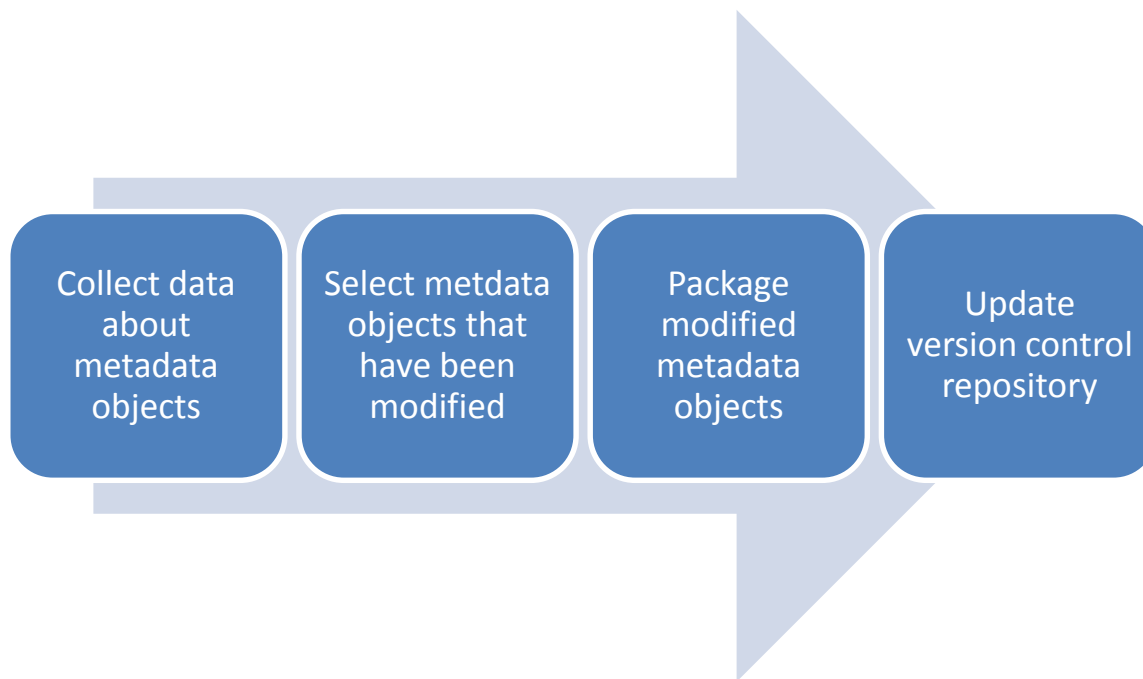 Collect data
about
metadata
objects
Select metdata
objects that
have been
modified
Package
modified
metadata
objects
Update
version control
repository